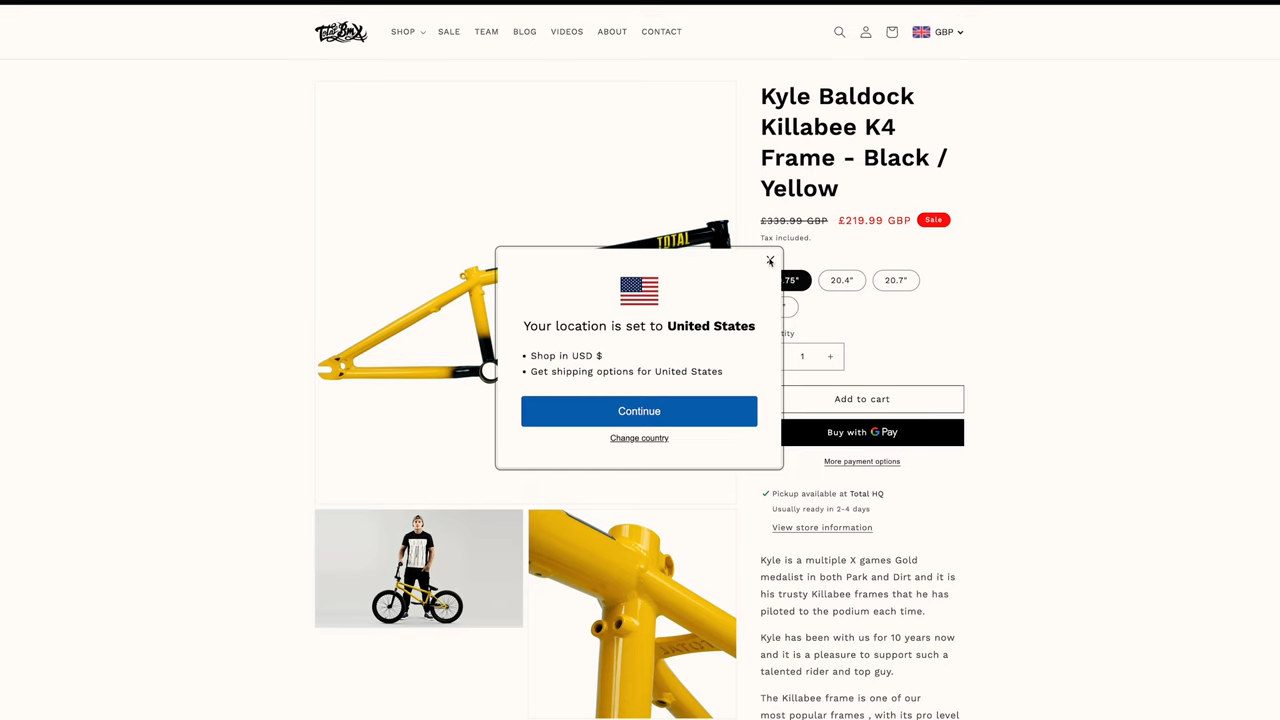 Total BMX
SHOP
SALE
TEAM
BLOG
VIDEOS
ABOUT
CONTACT
GBP
Kyle Baldock
Killabee K4
Frame - Black /
Yellow
£339.99 GBP £219.99 GBP Sale
Tax included.
.75"
20.4"
20.7"
"
TOTAL
Your location is set to United States
• Shop in USD $
• Get shipping options for United States
Continue
Change country
tity
1 +
Add to cart
Buy with G Pay
More payment options
Pickup available at Total HQ
Usually ready in 2-4 days
View store information
TOTAL
Kyle is a multiple X games Gold
medalist in both Park and Dirt and it is
his trusty Killabee frames that he has
piloted to the podium each time.
Kyle has been with us for 10 years now
and it is a pleasure to support such a
talented rider and top guy.
The Killabee frame is one of our
most popular frames , with its pro level